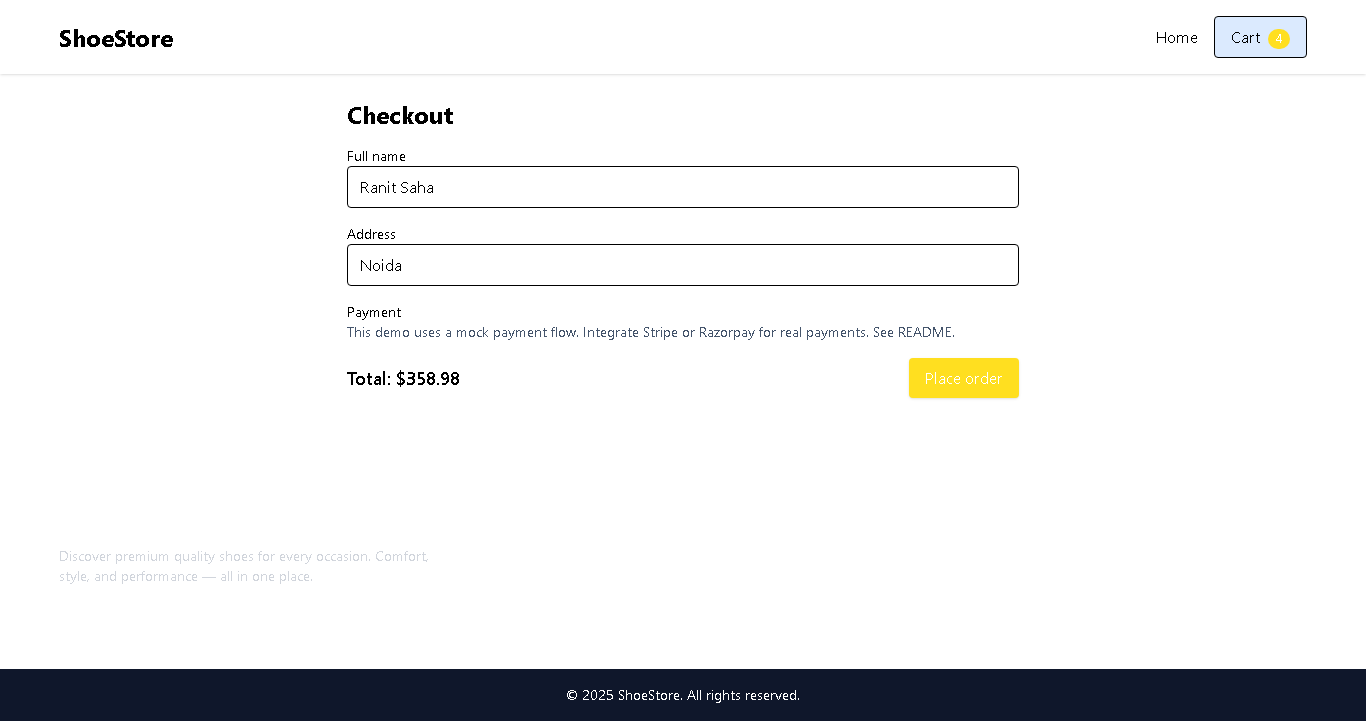 ShoeStore
Home
Cart 4
Checkout
Full name
Ranit Saha
Address
Noida
Payment
This demo uses a mock payment flow. Integrate Stripe or Razorpay for real payments. See README.
Total: $358.98
Place order
Discover premium quality shoes for every occasion. Comfort,
style, and performance — all in one place.
© 2025 ShoeStore. All rights reserved.